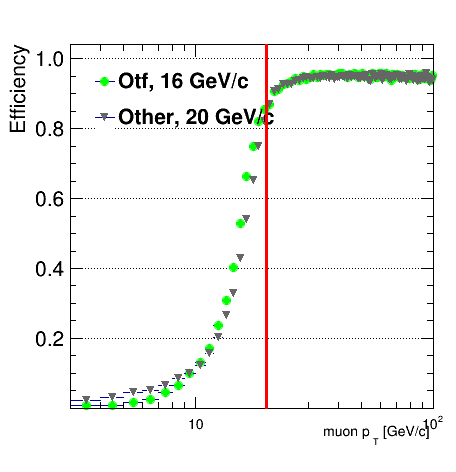 Efficiency
1.0
Otf, 16 GeV/c
Other, 20 GeV/c
0.8
0.6
0.4
0.2
10
10²
muon p_T [GeV/c]